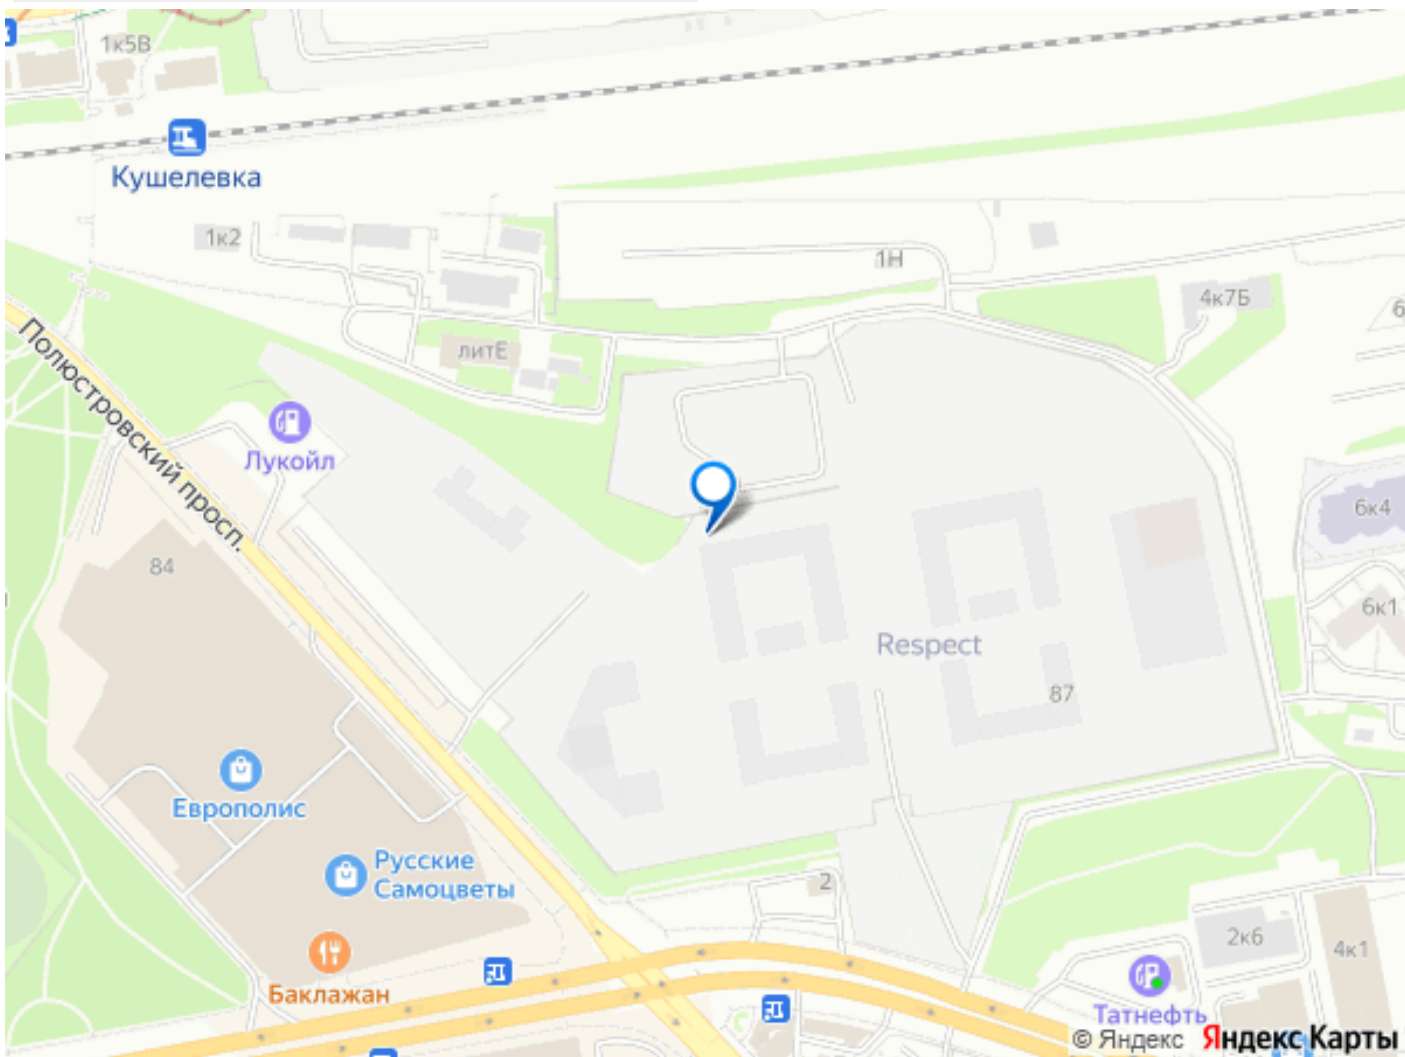 1к5В
Кушелевка
1к2
1Н
4к7Б
литЕ
Полюстровский просп.
Лукойл
84
6к4
6к1
Respect
87
Европолис
Русские
Самоцветы
2
2к6
4к1
Баклажан
Татнефть
© Яндекс Яндекс Карты